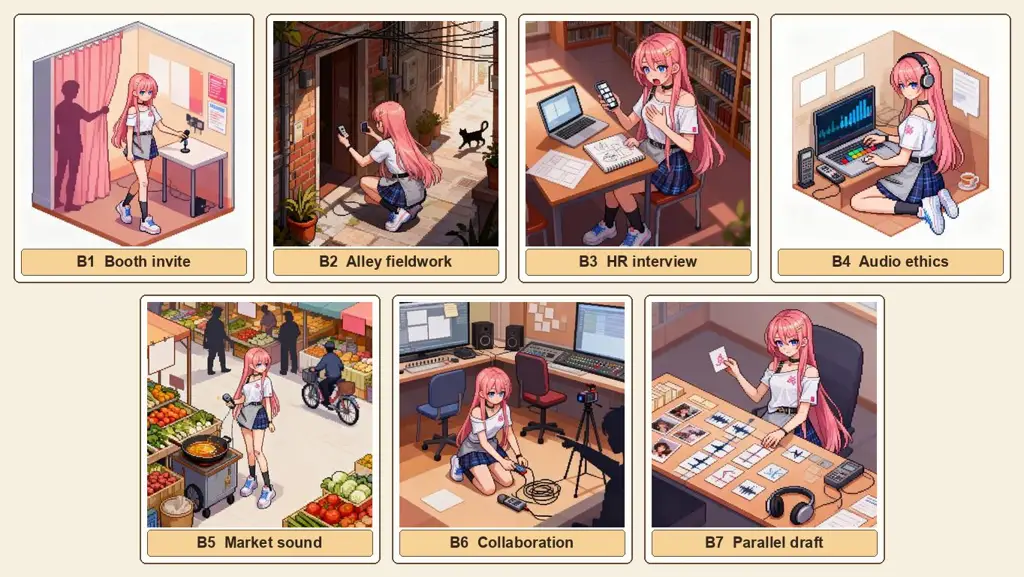 B1 Booth invite
B2 Alley fieldwork
B3 HR interview
B4 Audio ethics
B5 Market sound
B6 Collaboration
B7 Parallel draft